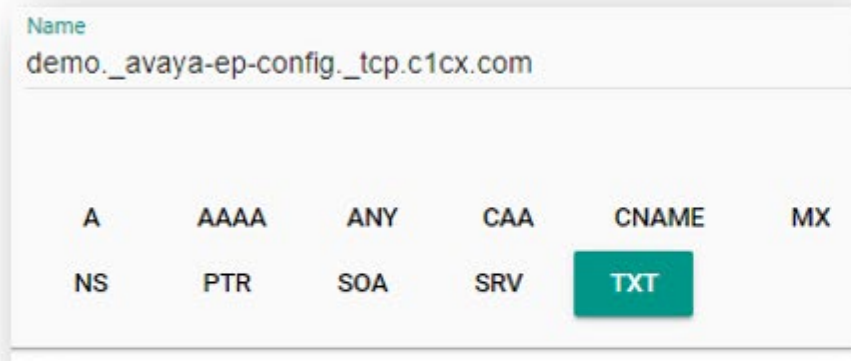 Name
demo._avaya-ep-config._tcp.c1cx.com
A AAAA ANY CAA CNAME MX
NS PTR SOA SRV TXT